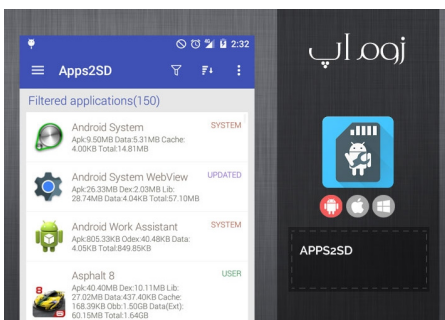 2:32
Apps2SD
Filtered applications(150)
Android System
SYSTEM
Apk:9.50MB Data:5.31MB Cache:
4.00KB Total:14.81MB
Android System WebView
UPDATED
Apk:26.33MB Dex:2.03MB Lib:
28.74MB Data:4.04KB Total:57.10MB
Android Work Assistant
SYSTEM
Apk:805.33KB Odex:40.48KB Data:
4.05KB Total:849.85KB
Asphalt 8
USER
Apk:40.40MB Dex:10.11MB Lib:
27.02MB Data:437.40KB Cache:
168.39KB Obb:1.50GB Data(Ext):
60.15MB Total:1.64GB
زوم اپ
APPS2SD